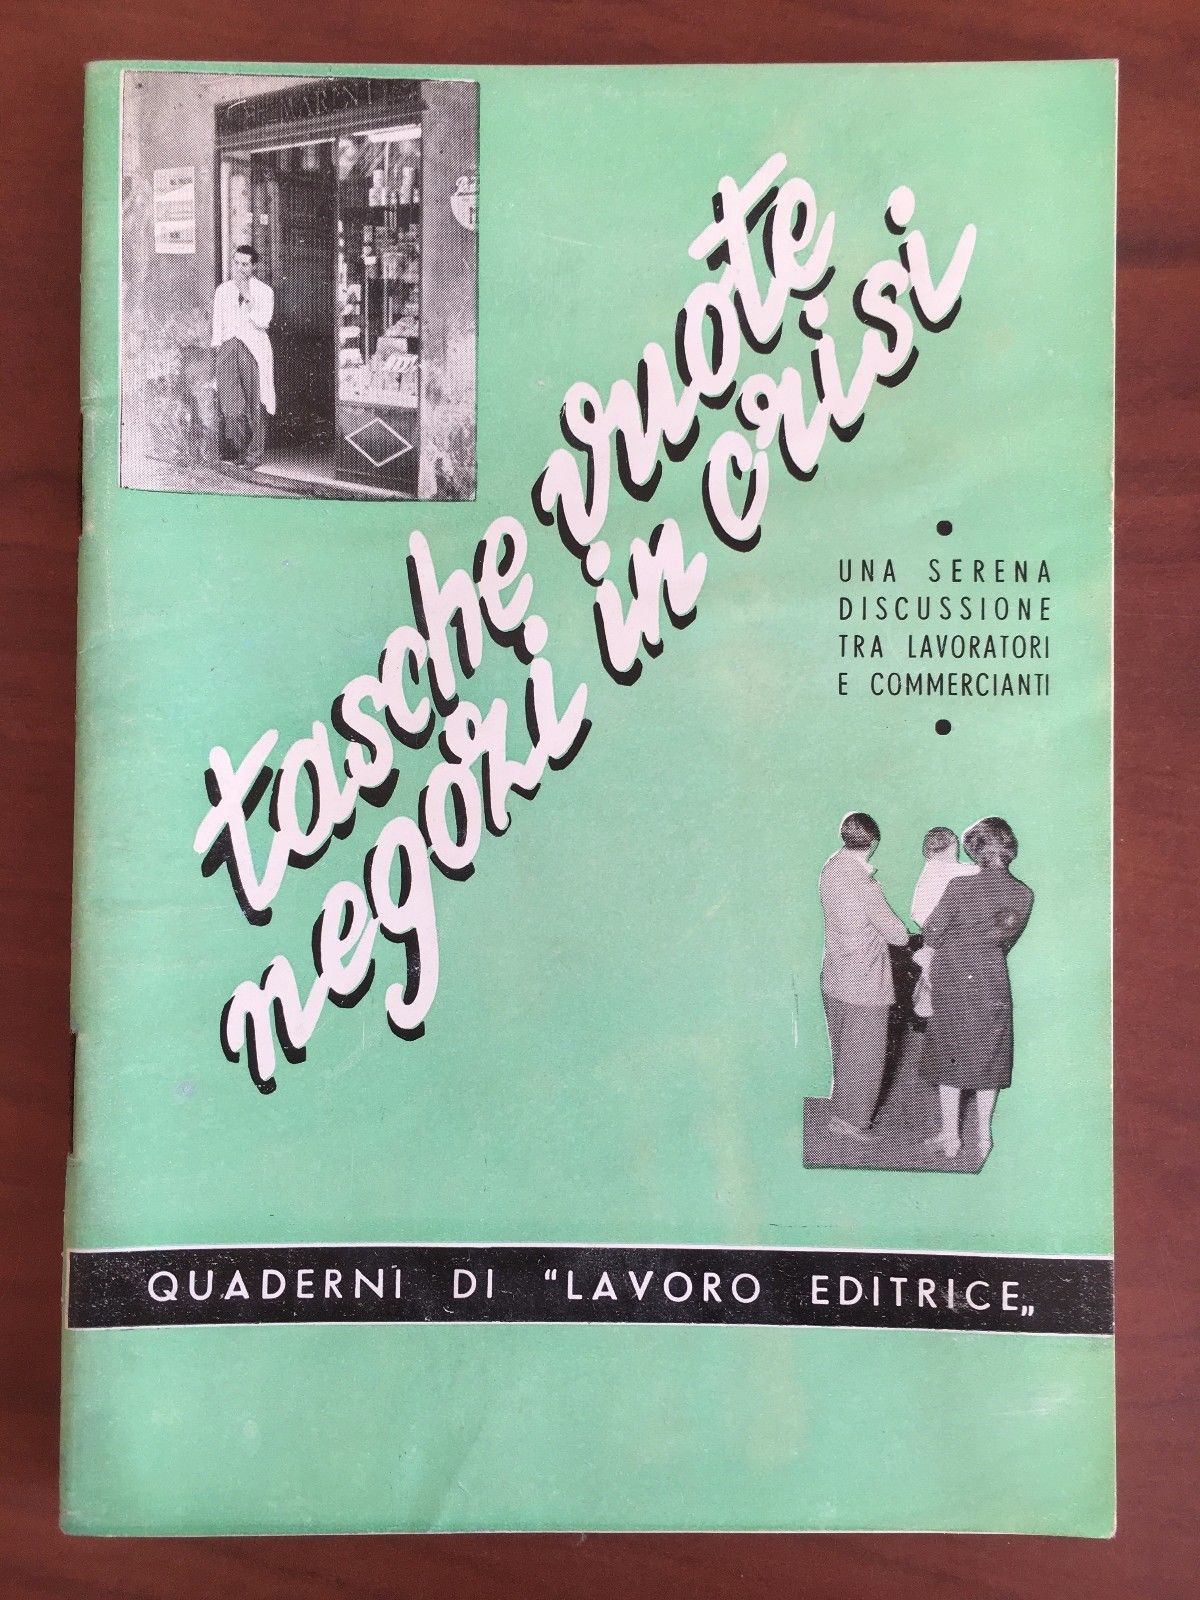 tasche vuote
negozi in crisi
UNA SERENA
DISCUSSIONE
TRA LAVORATORI
E COMMERCIANTI
QUADERNI DI "LAVORO EDITRICE„